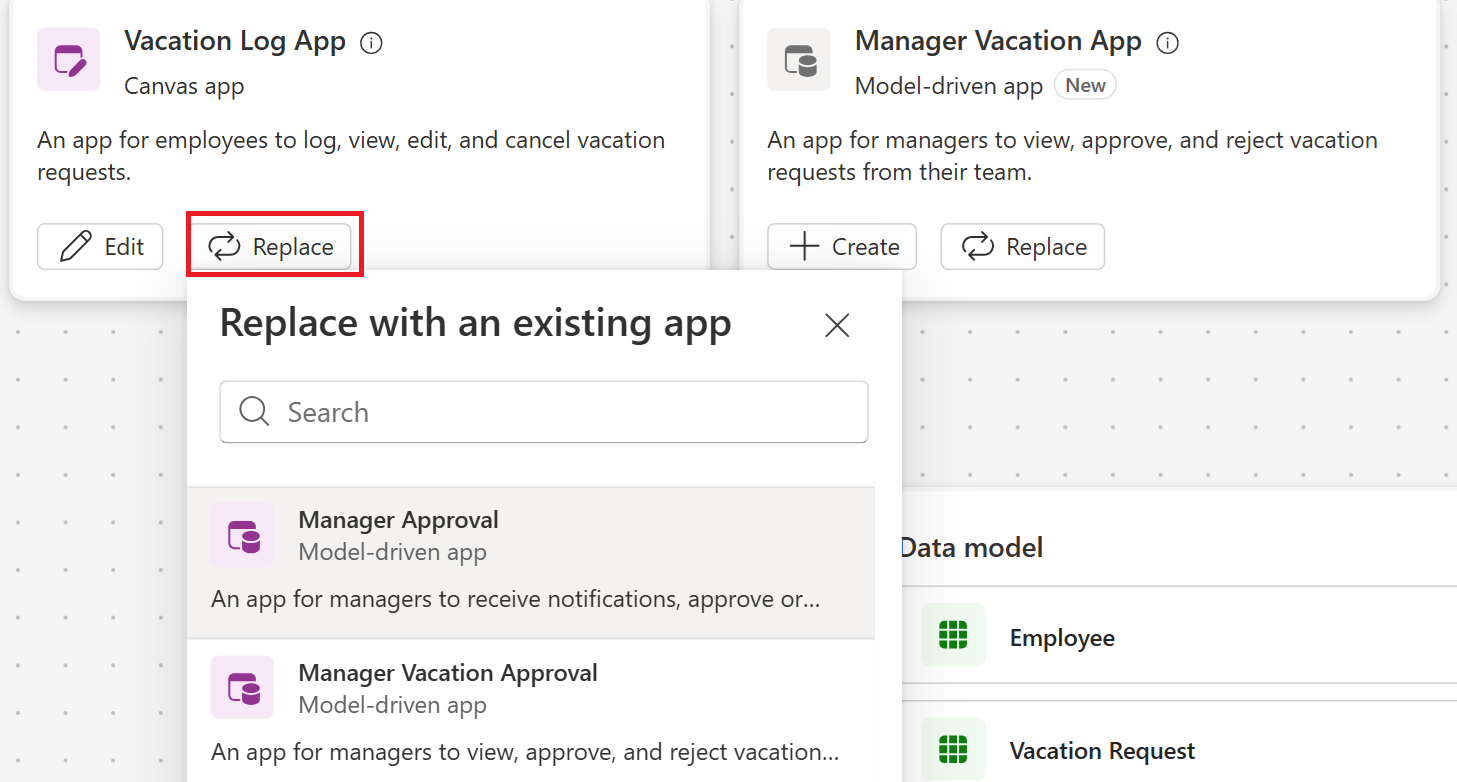 Vacation Log App
Canvas app
An app for employees to log, view, edit, and cancel vacation
requests.
Edit
Replace
Manager Vacation App
Model-driven app New
An app for managers to view, approve, and reject vacation
requests from their team.
Create
Replace
Replace with an existing app
Search
Manager Approval
Model-driven app
An app for managers to receive notifications, approve or...
Manager Vacation Approval
Model-driven app
An app for managers to view, approve, and reject vacation...
Data model
Employee
Vacation Request